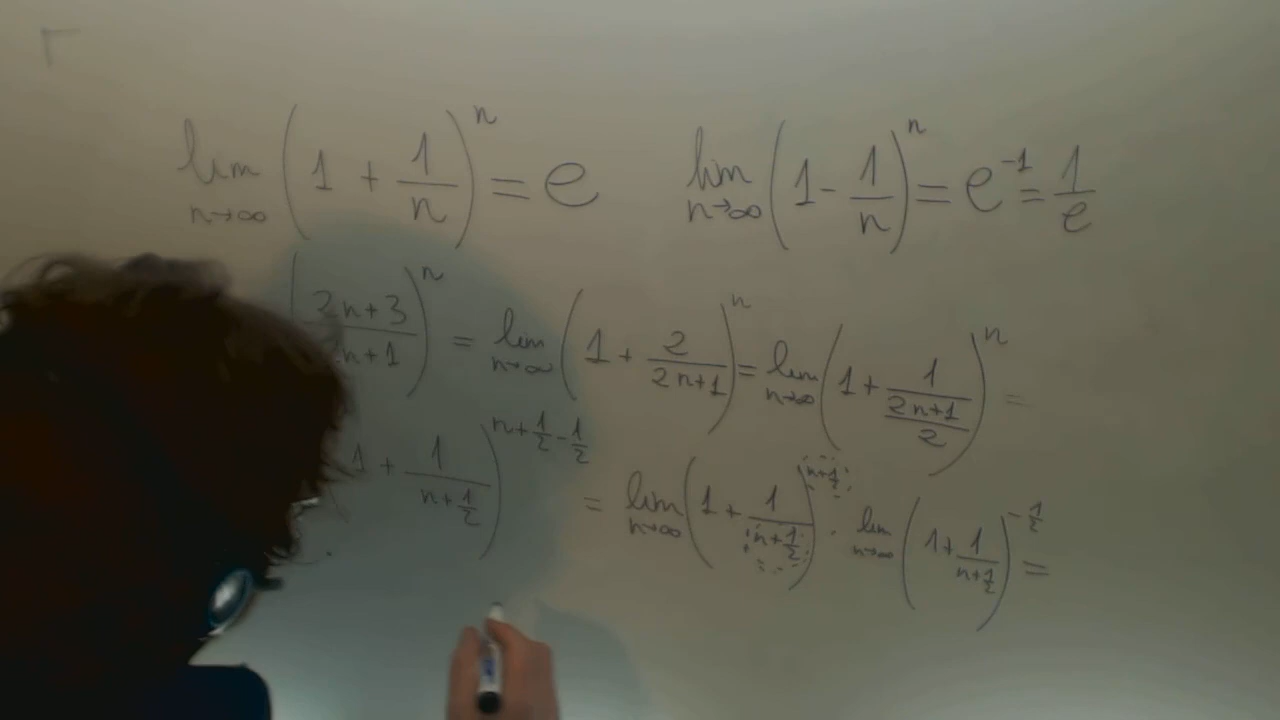 lim n→∞ (1 + 1/n)^n = e
lim n→∞ (1 - 1/n)^n = e^-1 = 1/e
(2n+3 / 2n+1)^n = lim n→∞ (1 + 2/(2n+1))^n = lim n→∞ (1 + 1/((2n+1)/2))^n =
1 + 1/(n+1/2))^(n+1/2-1/2) = lim n→∞ (1 + 1/(n+1/2))^(n+1/2) · lim n→∞ (1+1/(n+1/2))^(-1/2) =